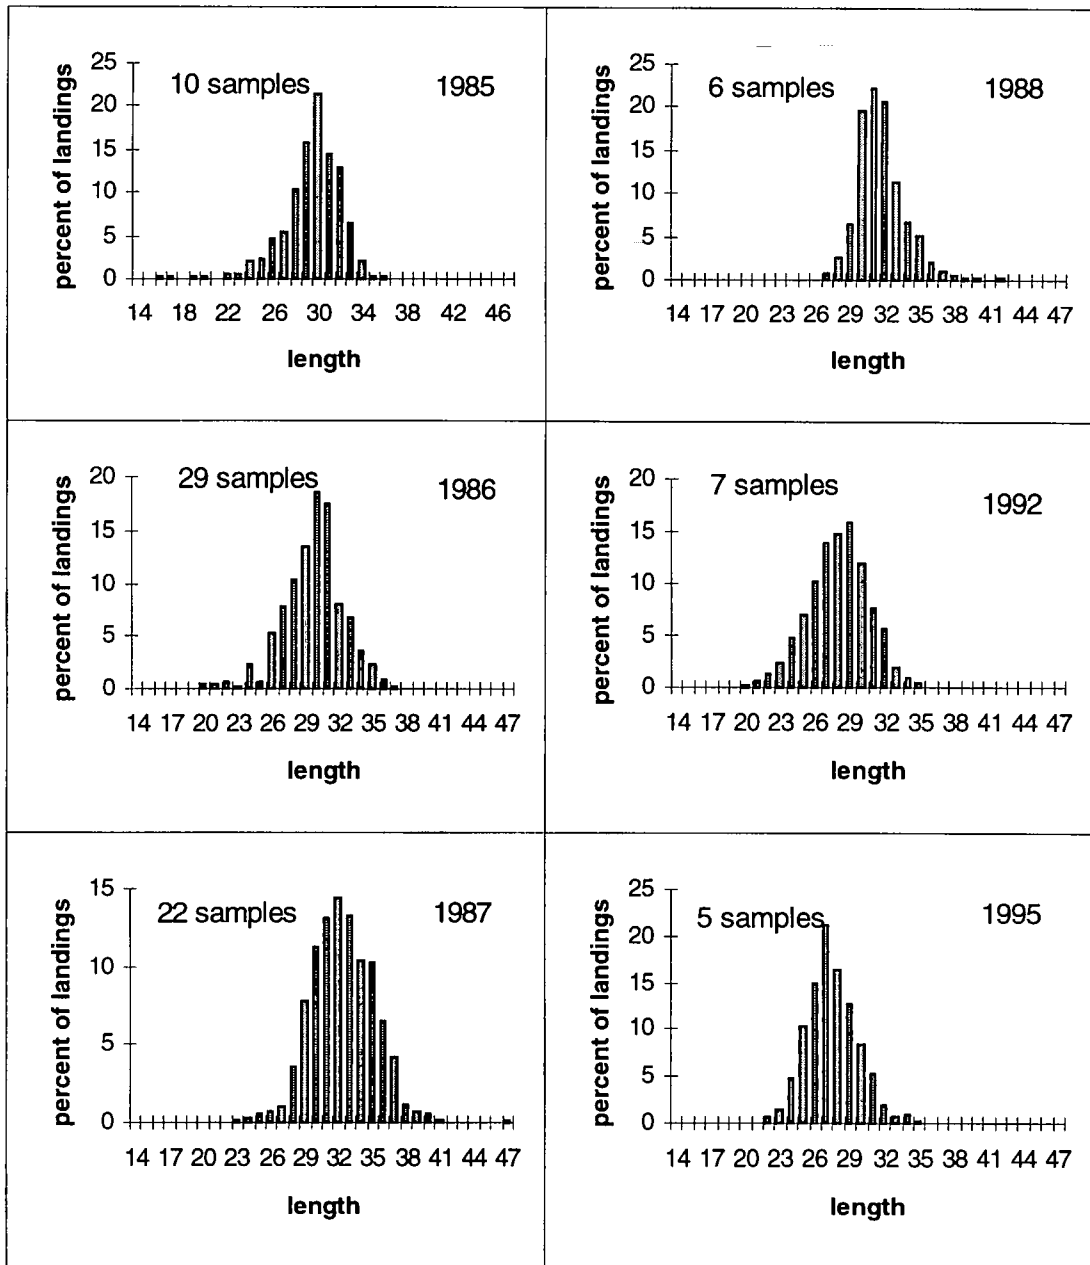 10 samples 1985
percent of landings
25
20
15
10
5
0
14 18 22 26 30 34 38 42 46
length
6 samples 1988
percent of landings
25
20
15
10
5
0
14 17 20 23 26 29 32 35 38 41 44 47
length
29 samples 1986
percent of landings
20
15
10
5
0
14 17 20 23 26 29 32 35 38 41 44 47
length
7 samples 1992
percent of landings
20
15
10
5
0
14 17 20 23 26 29 32 35 38 41 44 47
length
22 samples 1987
percent of landings
15
10
5
0
14 17 20 23 26 29 32 35 38 41 44 47
length
5 samples 1995
percent of landings
25
20
15
10
5
0
14 17 20 23 26 29 32 35 38 41 44 47
length